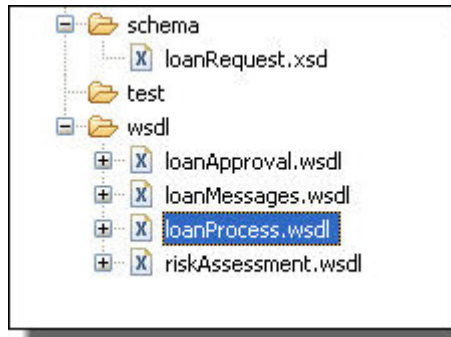 schema
loanRequest.xsd
test
wsdl
loanApproval.wsdl
loanMessages.wsdl
loanProcess.wsdl
riskAssessment.wsdl